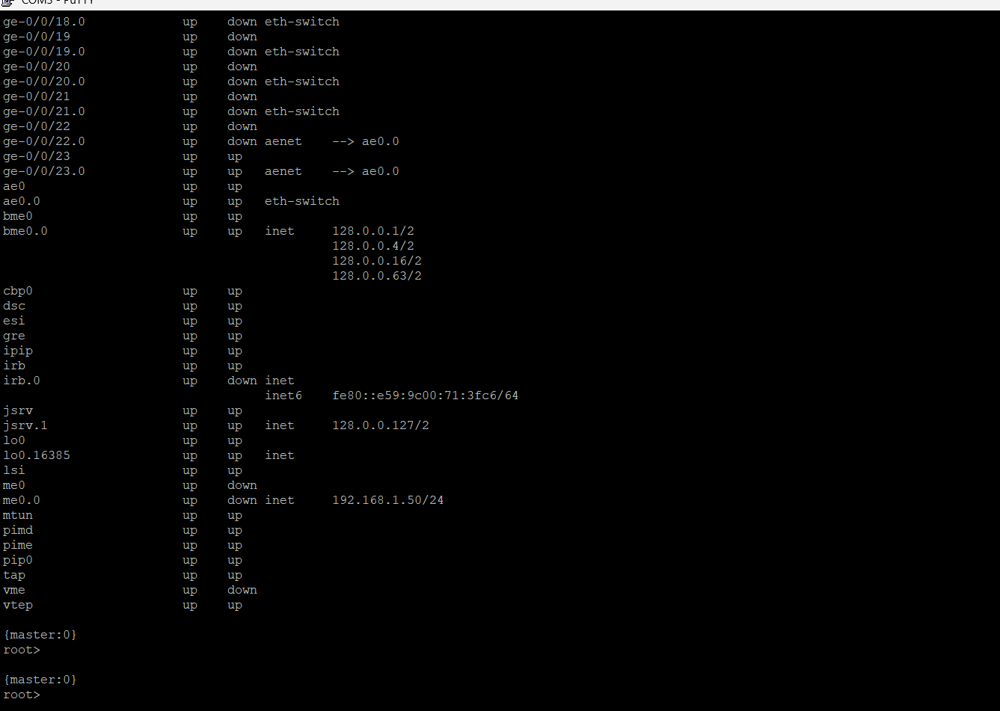 COM3 - PuTTY
ge-0/0/18.0 up down eth-switch
ge-0/0/19 up down
ge-0/0/19.0 up down eth-switch
ge-0/0/20 up down
ge-0/0/20.0 up down eth-switch
ge-0/0/21 up down
ge-0/0/21.0 up down eth-switch
ge-0/0/22 up down
ge-0/0/22.0 up down aenet --> ae0.0
ge-0/0/23 up up
ge-0/0/23.0 up up aenet --> ae0.0
ae0 up up
ae0.0 up up eth-switch
bme0 up up
bme0.0 up up inet 128.0.0.1/2
128.0.0.4/2
128.0.0.16/2
128.0.0.63/2
cbp0 up up
dsc up up
esi up up
gre up up
ipip up up
irb up up
irb.0 up down inet
inet6 fe80::e59:9c00:71:3fc6/64
jsrv up up
jsrv.1 up up inet 128.0.0.127/2
lo0 up up
lo0.16385 up up inet
lsi up up
me0 up down
me0.0 up down inet 192.168.1.50/24
mtun up up
pimd up up
pime up up
pip0 up up
tap up up
vme up down
vtep up up
{master:0}
root>
{master:0}
root>